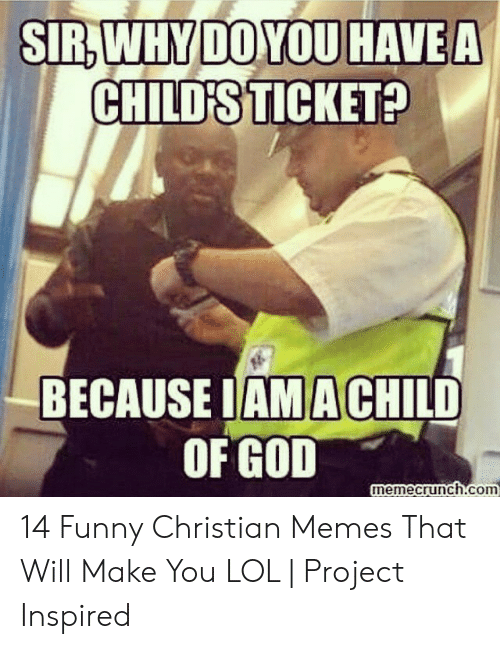 SIR, WHY DO YOU HAVE A
CHILD'S TICKET?
BECAUSE I AM A CHILD
OF GOD
memecrunch.com
14 Funny Christian Memes That
Will Make You LOL | Project
Inspired